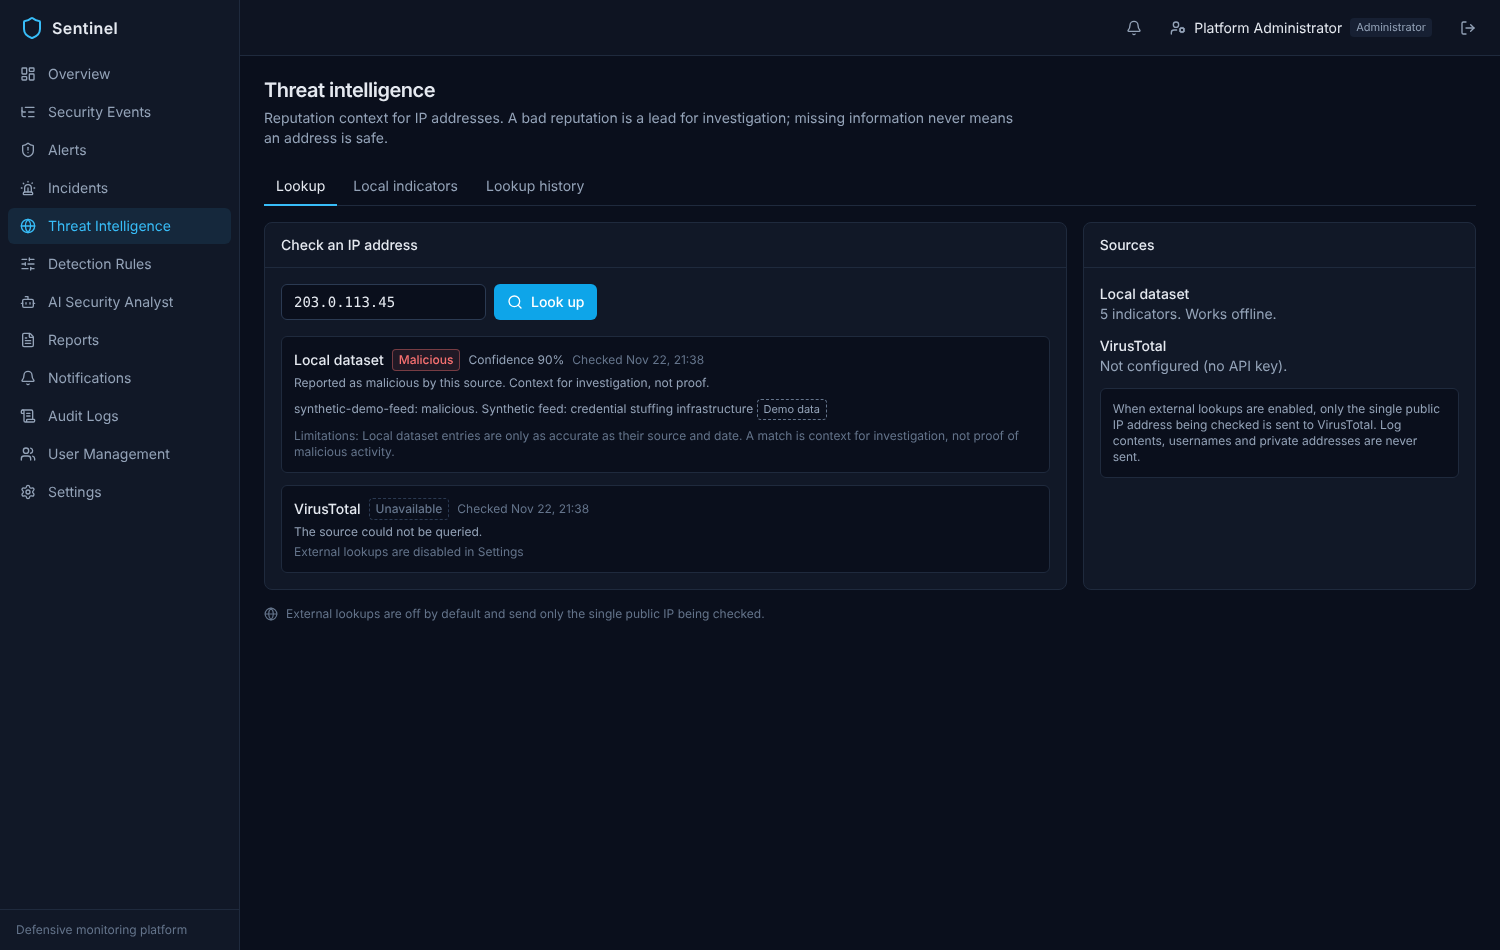 Sentinel
Overview
Security Events
Alerts
Incidents
Threat Intelligence
Detection Rules
AI Security Analyst
Reports
Notifications
Audit Logs
User Management
Settings
Defensive monitoring platform
Platform Administrator Administrator
Threat intelligence
Reputation context for IP addresses. A bad reputation is a lead for investigation; missing information never means
an address is safe.
Lookup Local indicators Lookup history
Check an IP address
203.0.113.45 Look up
Local dataset Malicious Confidence 90% Checked Nov 22, 21:38
Reported as malicious by this source. Context for investigation, not proof.
synthetic-demo-feed: malicious. Synthetic feed: credential stuffing infrastructure Demo data
Limitations: Local dataset entries are only as accurate as their source and date. A match is context for investigation, not proof of
malicious activity.
VirusTotal Unavailable Checked Nov 22, 21:38
The source could not be queried.
External lookups are disabled in Settings
Sources
Local dataset
5 indicators. Works offline.
VirusTotal
Not configured (no API key).
When external lookups are enabled, only the single public
IP address being checked is sent to VirusTotal. Log
contents, usernames and private addresses are never
sent.
External lookups are off by default and send only the single public IP being checked.